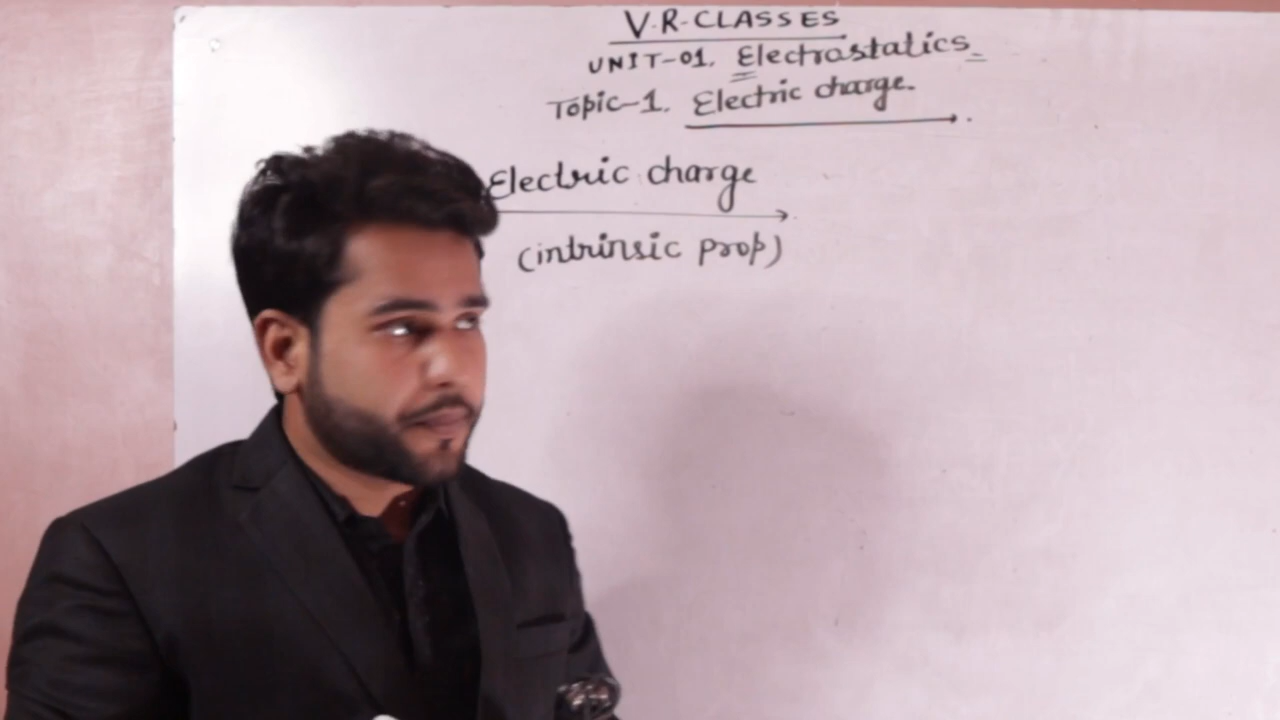 V.R-CLASSES
UNIT-01. Electrostatics
Topic-1. Electric charge.
Electric charge
(intrinsic prop)